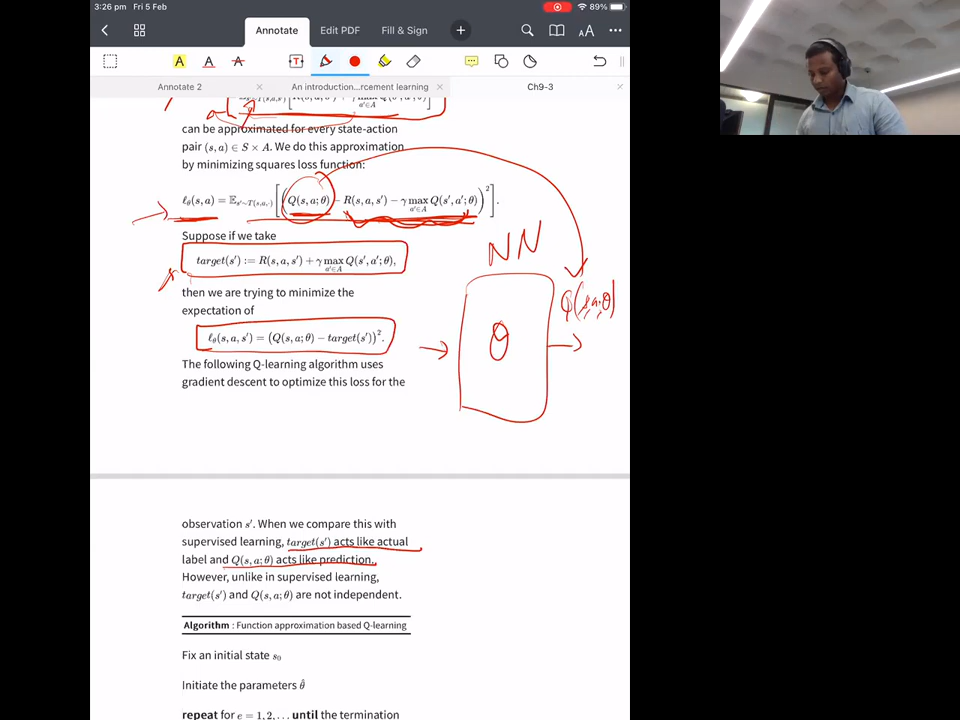 3:26 pm Fri 5 Feb
89%
Annotate
Edit PDF
Fill & Sign
AA
A A A T
Annotate 2
An introduction...rcement learning
Ch9-3
can be approximated for every state-action
pair (s, a) ∈ S × A. We do this approximation
by minimizing squares loss function:
ℓ_θ(s, a) = 𝔼_{s′∼T(s,a,·)} [(Q(s, a; θ) − R(s, a, s′) − γ max_{a′∈A} Q(s′, a′; θ))²].
Suppose if we take
NN
target(s′) := R(s, a, s′) + γ max_{a′∈A} Q(s′, a′; θ),
then we are trying to minimize the
expectation of
Q(s,a;θ)
θ
ℓ_θ(s, a, s′) = (Q(s, a; θ) − target(s′))².
The following Q-learning algorithm uses
gradient descent to optimize this loss for the
observation s′. When we compare this with
supervised learning, target(s′) acts like actual
label and Q(s, a; θ) acts like prediction.
However, unlike in supervised learning,
target(s′) and Q(s, a; θ) are not independent.
Algorithm : Function approximation based Q-learning
Fix an initial state s₀
Initiate the parameters θ̂
repeat for e = 1, 2, … until the termination